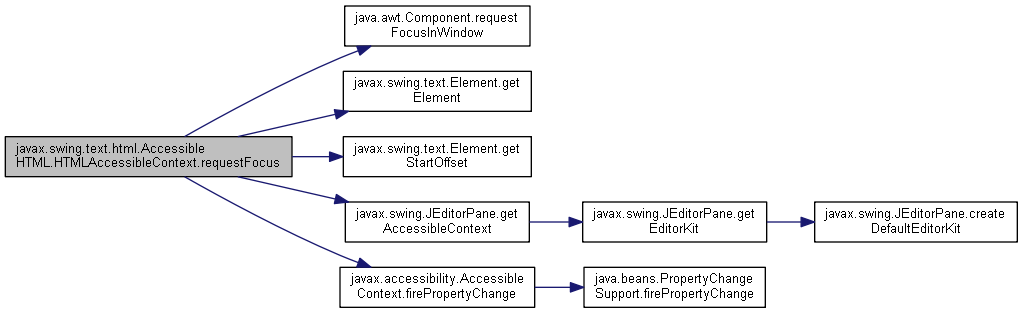 java.awt.Component.request
FocusInWindow
javax.swing.text.Element.get
Element
javax.swing.text.html.Accessible
HTML.HTMLAccessibleContext.requestFocus
javax.swing.text.Element.get
StartOffset
javax.swing.JEditorPane.get
AccessibleContext
javax.swing.JEditorPane.get
EditorKit
javax.swing.JEditorPane.create
DefaultEditorKit
javax.accessibility.Accessible
Context.firePropertyChange
java.beans.PropertyChange
Support.firePropertyChange